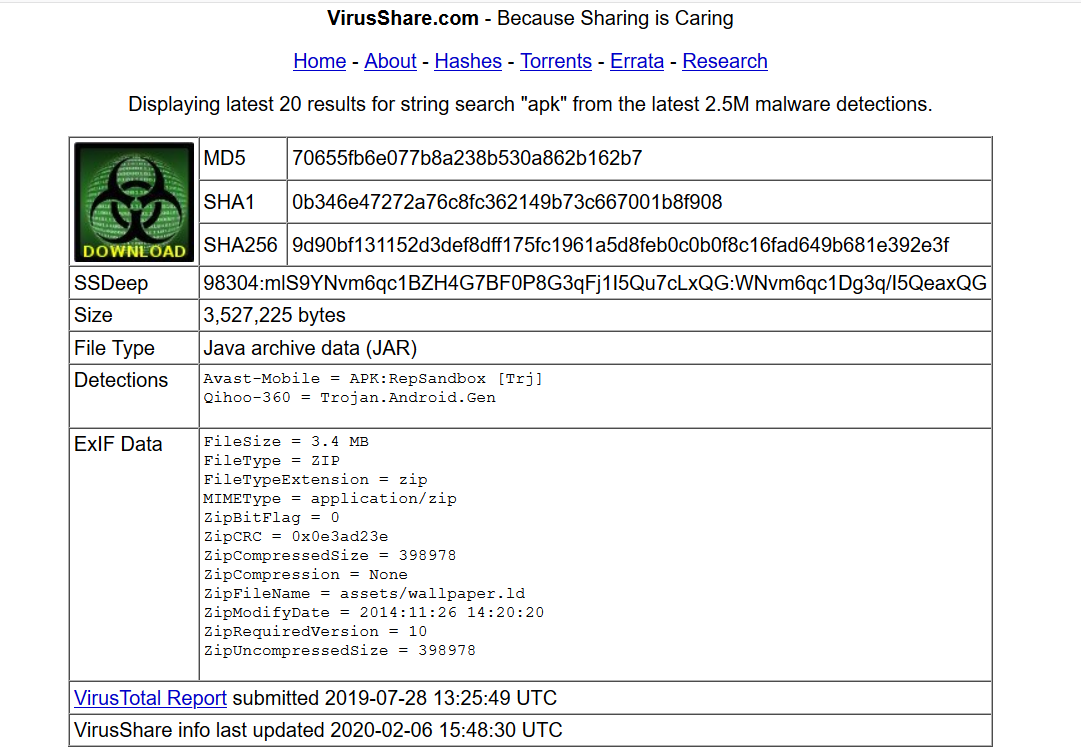 VirusShare.com - Because Sharing is Caring
Home - About - Hashes - Torrents - Errata - Research
Displaying latest 20 results for string search "apk" from the latest 2.5M malware detections.
DOWNLOAD
MD5 70655fb6e077b8a238b530a862b162b7
SHA1 0b346e47272a76c8fc362149b73c667001b8f908
SHA256 9d90bf131152d3def8dff175fc1961a5d8feb0c0b0f8c16fad649b681e392e3f
SSDeep 98304:mlS9YNvm6qc1BZH4G7BF0P8G3qFj1I5Qu7cLxQG:WNvm6qc1Dg3q/I5QeaxQG
Size 3,527,225 bytes
File Type Java archive data (JAR)
Detections Avast-Mobile = APK:RepSandbox [Trj]
Qihoo-360 = Trojan.Android.Gen
ExIF Data FileSize = 3.4 MB
FileType = ZIP
FileTypeExtension = zip
MIMEType = application/zip
ZipBitFlag = 0
ZipCRC = 0x0e3ad23e
ZipCompressedSize = 398978
ZipCompression = None
ZipFileName = assets/wallpaper.ld
ZipModifyDate = 2014:11:26 14:20:20
ZipRequiredVersion = 10
ZipUncompressedSize = 398978
VirusTotal Report submitted 2019-07-28 13:25:49 UTC
VirusShare info last updated 2020-02-06 15:48:30 UTC